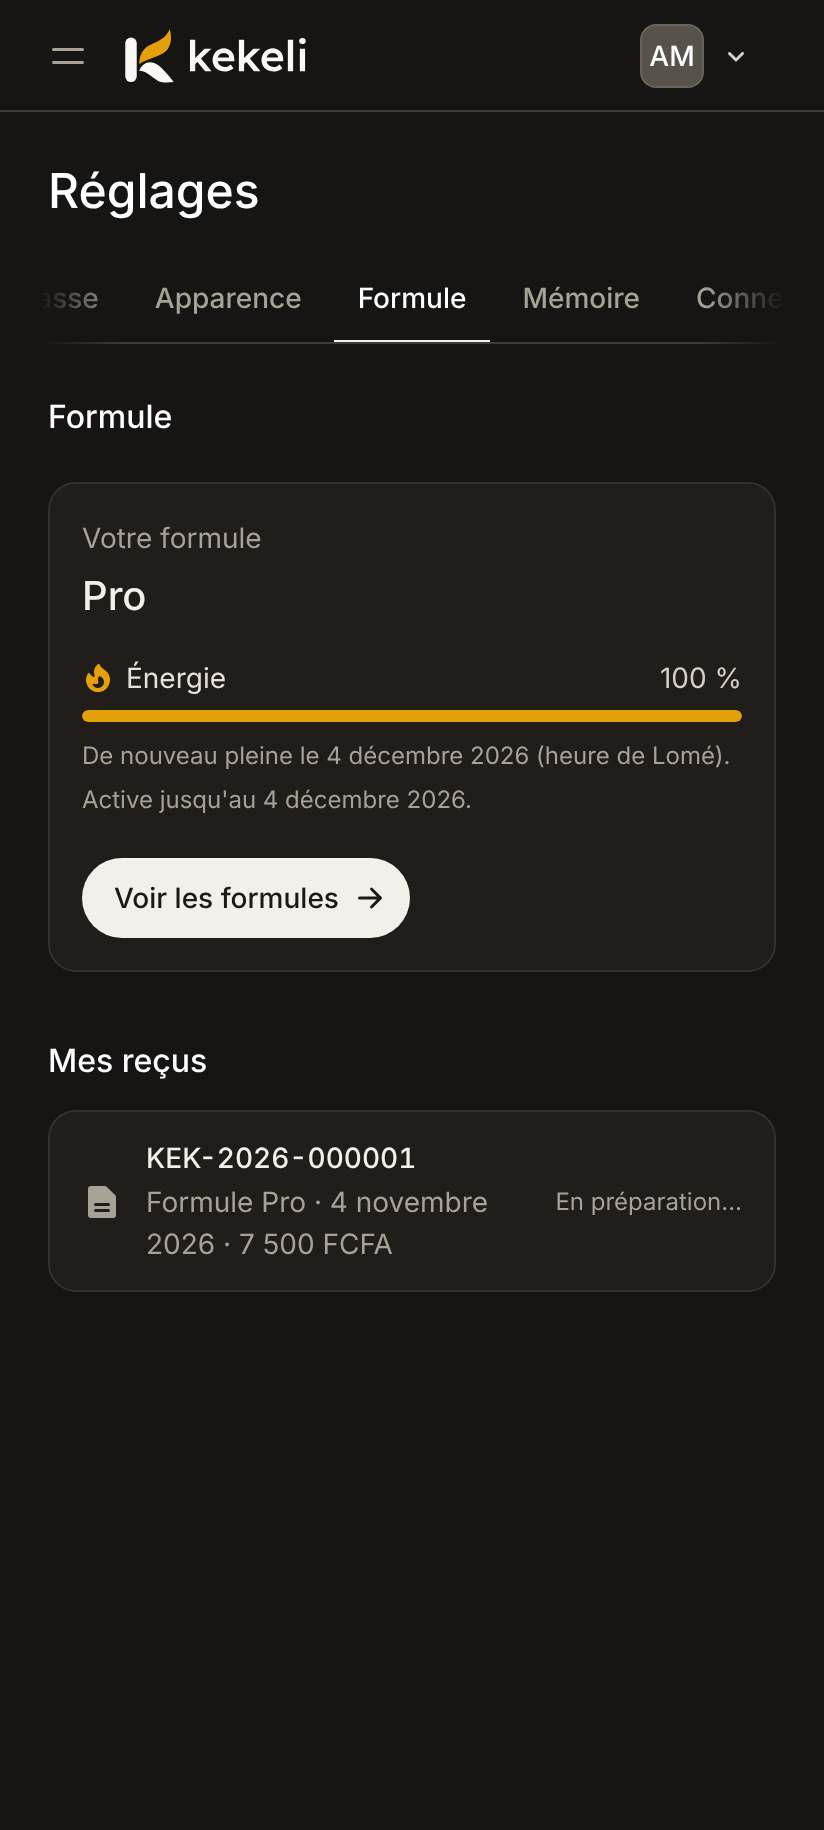 kekeli
AM
Réglages
asse Apparence Formule Mémoire Conne
Formule
Votre formule
Pro
Énergie 100 %
De nouveau pleine le 4 décembre 2026 (heure de Lomé).
Active jusqu'au 4 décembre 2026.
Voir les formules →
Mes reçus
KEK-2026-000001
Formule Pro · 4 novembre
2026 · 7 500 FCFA
En préparation...